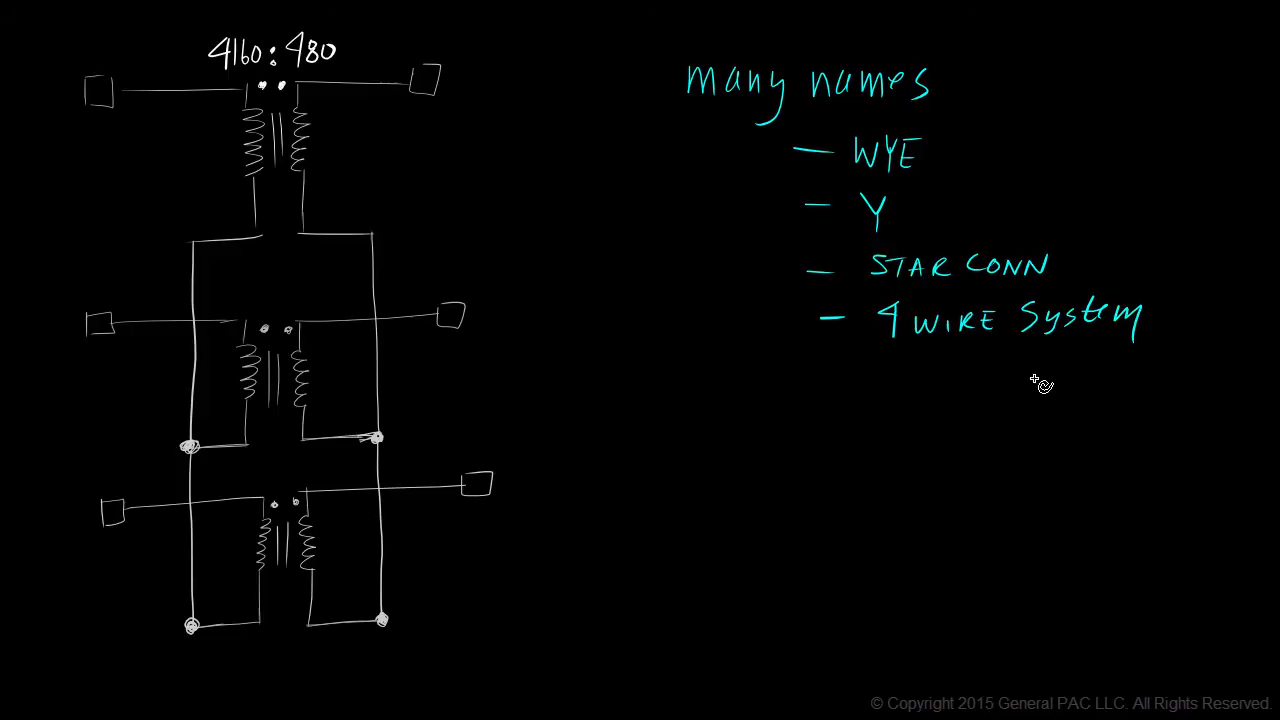 4160:480
many names
– WYE
– Y
– STAR CONN
– 4 WIRE System
© Copyright 2015 General PAC LLC. All Rights Reserved.